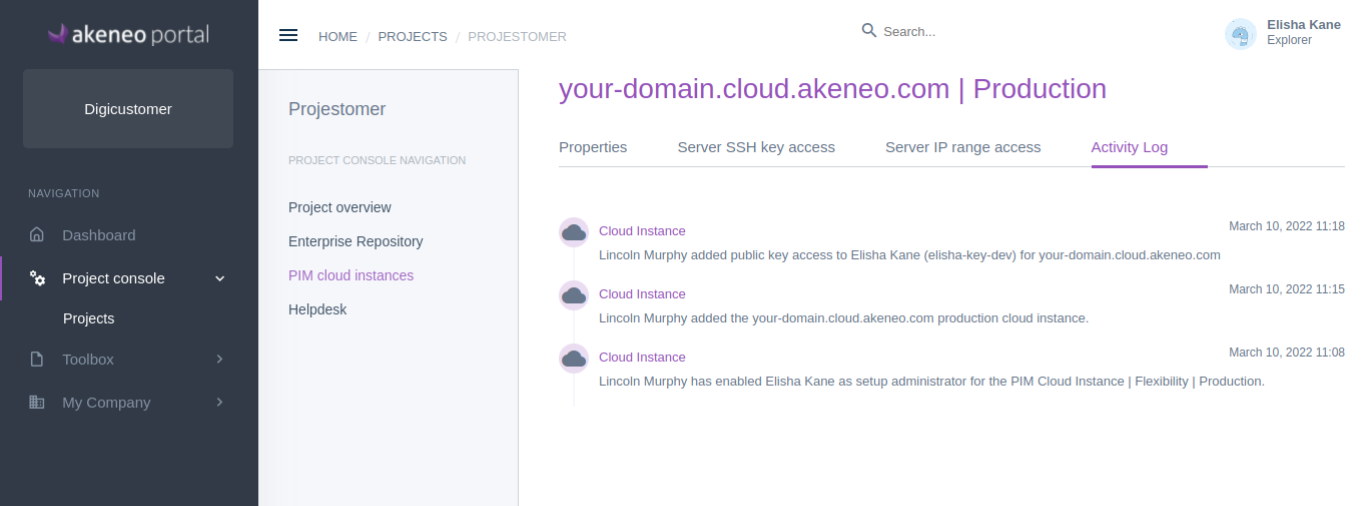 akeneo portal
Digicustomer
NAVIGATION
Dashboard
Project console
Projects
Toolbox
My Company
HOME / PROJECTS / PROJESTOMER
Search...
Elisha Kane
Explorer
Projestomer
PROJECT CONSOLE NAVIGATION
Project overview
Enterprise Repository
PIM cloud instances
Helpdesk
your-domain.cloud.akeneo.com | Production
Properties Server SSH key access Server IP range access Activity Log
Cloud Instance March 10, 2022 11:18
Lincoln Murphy added public key access to Elisha Kane (elisha-key-dev) for your-domain.cloud.akeneo.com
Cloud Instance March 10, 2022 11:15
Lincoln Murphy added the your-domain.cloud.akeneo.com production cloud instance.
Cloud Instance March 10, 2022 11:08
Lincoln Murphy has enabled Elisha Kane as setup administrator for the PIM Cloud Instance | Flexibility | Production.